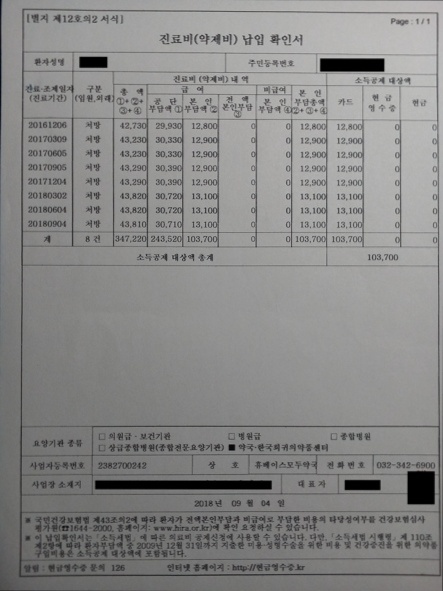 [별지 제12호의2 서식]
Page : 1 / 1
진료비(약제비) 납입 확인서
환자성명
주민등록번호
진료·조제일자 (진료기간)
구분 (입원,외래)
진료비 (약제비) 내 역
소득공제 대상액
총 액 ①+②+③+④
급 여
비급여
공 단 부담액 ①
본 인 부담액 ②
전 액 본인부담 ③
본 인 부담액 ④
본 인 부담총액 ②+③+④
카드
현 금 영 수 증
현금
20161206 처방 42,730 29,930 12,800 0 0 12,800 12,800 0 0
20170309 처방 43,230 30,330 12,900 0 0 12,900 12,900 0 0
20170605 처방 43,230 30,330 12,900 0 0 12,900 12,900 0 0
20170905 처방 43,290 30,390 12,900 0 0 12,900 12,900 0 0
20171204 처방 43,290 30,390 12,900 0 0 12,900 12,900 0 0
20180302 처방 43,820 30,720 13,100 0 0 13,100 13,100 0 0
20180604 처방 43,820 30,720 13,100 0 0 13,100 13,100 0 0
20180904 처방 43,810 30,710 13,100 0 0 13,100 13,100 0 0
계 8 건 347,220 243,520 103,700 0 0 103,700 103,700 0 0
소득공제 대상액 총계 103,700
요양기관 종류
□ 의원급·보건기관 □ 병원급 □ 종합병원
□ 상급종합병원(종합전문요양기관) ■ 약국·한국희귀의약품센터
사업자등록번호 2382700242 상 호 휴베이스모두약국 전 화 번 호 032-342-6900
사업장 소재지 대 표 자
2018 년 09 월 04 일
※ 국민건강보험법 제43조의2에 따라 환자가 전액본인부담과 비급여로 부담한 비용의 타당성여부를 건강보험심사
평가원(☎1644-2000, 홈페이지: www.hira.or.kr)에 확인 요청하실 수 있습니다.
※ 이 납입확인서는 「소득세법」에 따른 의료비 공제신청에 사용할 수 있습니다. 다만, 「소득세법 시행령」 제 110조
제2항에 따라 환자부담액 중 2009년 12월 31일까지 지출한 미용·성형수술을 위한 비용 및 건강증진을 위한 의약품
구입비용은 소득공제 대상액에 포함됩니다.
알림 : 현금영수증 문의 126 인터넷 홈페이지 : http://현금영수증.kr